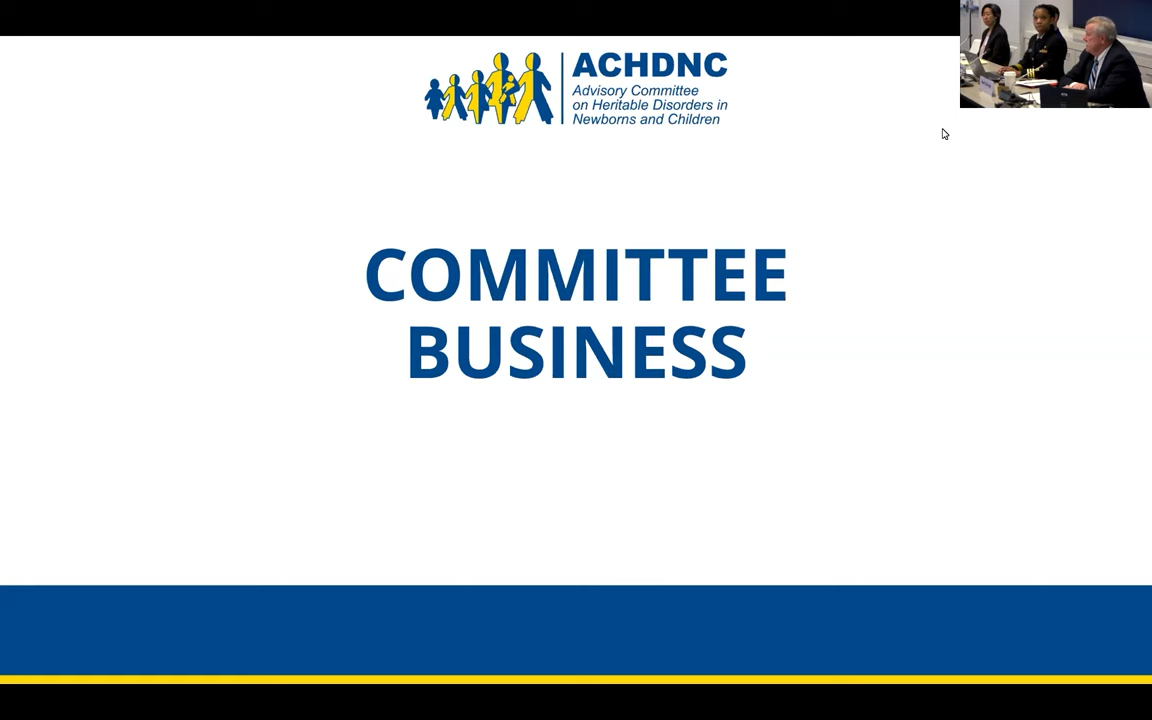 ACHDNC
Advisory Committee
on Heritable Disorders in
Newborns and Children
COMMITTEE
BUSINESS